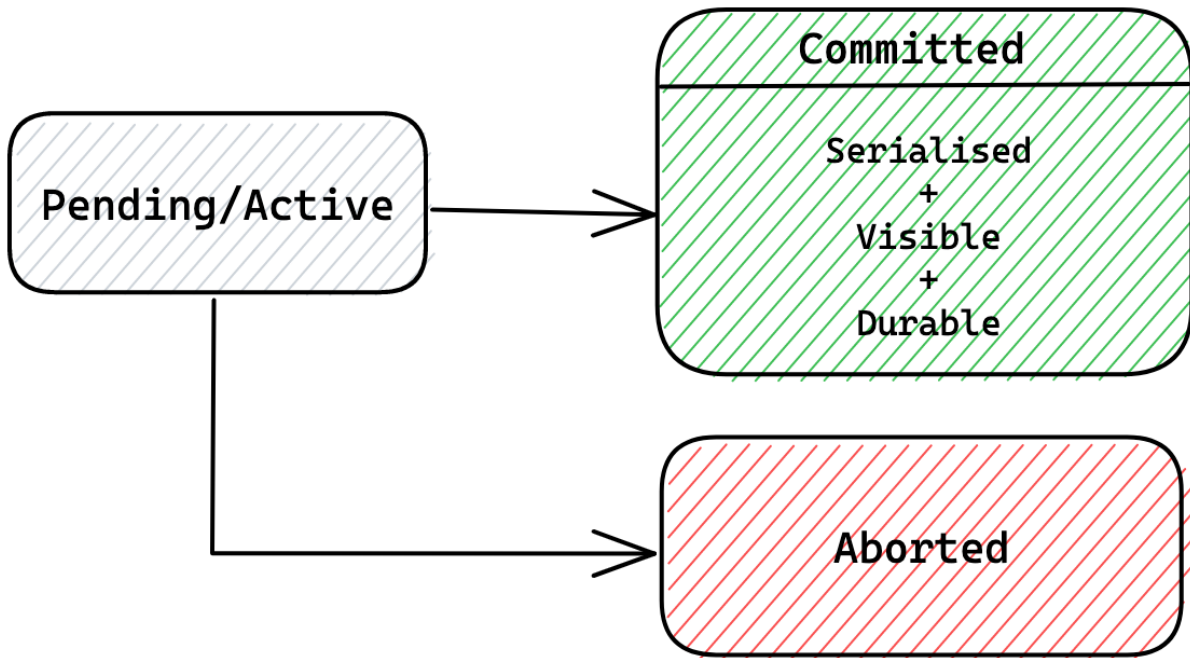 Pending/Active
Committed
Serialised
+
Visible
+
Durable
Aborted